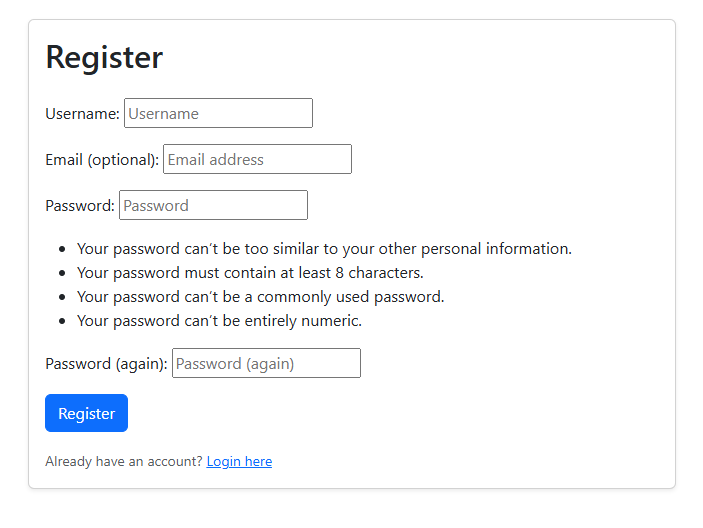 Register
Username: Username
Email (optional): Email address
Password: Password
• Your password can't be too similar to your other personal information.
• Your password must contain at least 8 characters.
• Your password can't be a commonly used password.
• Your password can't be entirely numeric.
Password (again): Password (again)
Register
Already have an account? Login here